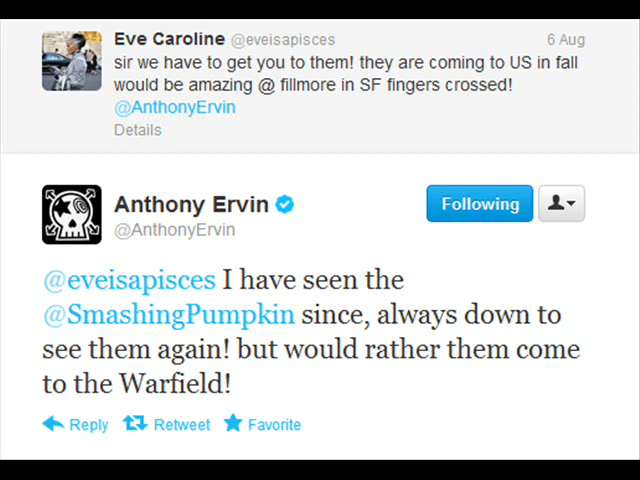 Eve Caroline @eveisapisces 6 Aug
sir we have to get you to them! they are coming to US in fall
would be amazing @ fillmore in SF fingers crossed!
@AnthonyErvin
Details
Anthony Ervin
@AnthonyErvin
Following
@eveisapisces I have seen the
@SmashingPumpkin since, always down to
see them again! but would rather them come
to the Warfield!
Reply Retweet Favorite